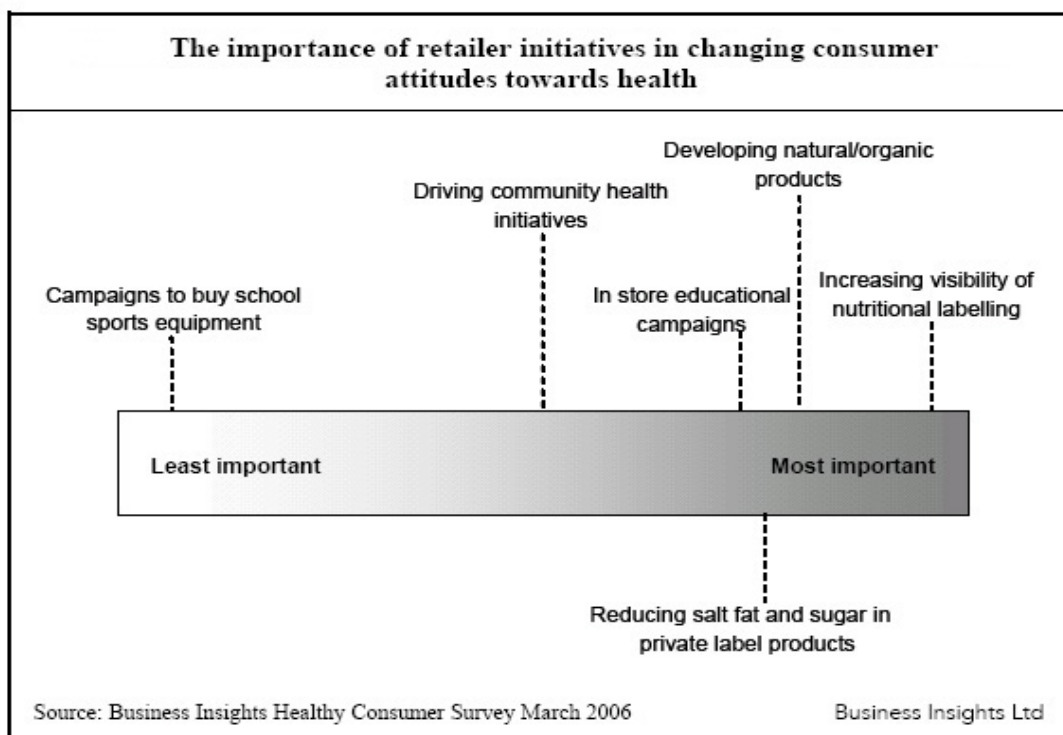 The importance of retailer initiatives in changing consumer
attitudes towards health
Developing natural/organic
products
Driving community health
initiatives
Increasing visibility of
nutritional labelling
Campaigns to buy school
sports equipment
In store educational
campaigns
Least important
Most important
Reducing salt fat and sugar in
private label products
Source: Business Insights Healthy Consumer Survey March 2006
Business Insights Ltd